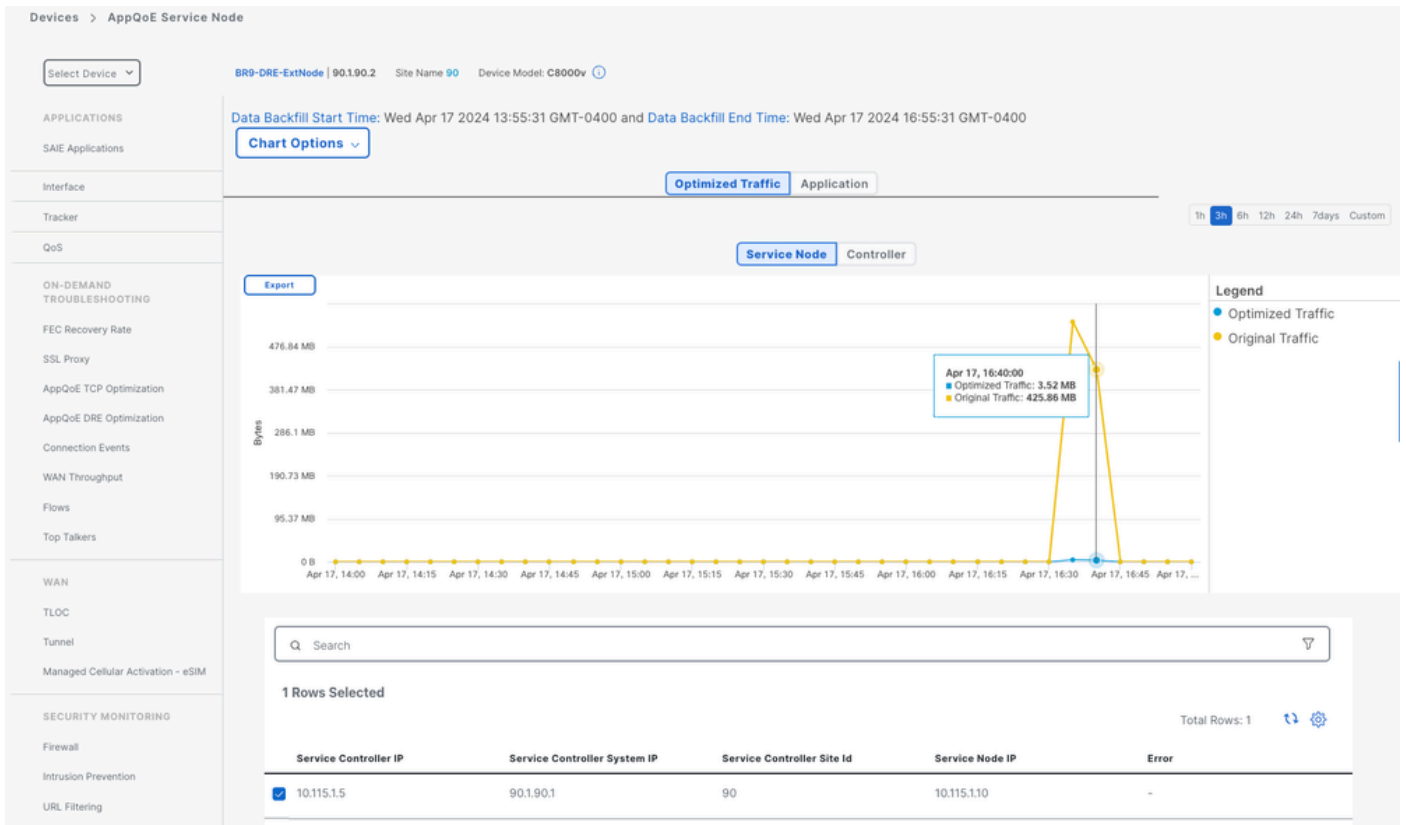 Devices > AppQoE Service Node
Select Device
BR9-DRE-ExtNode | 90.1.90.2 Site Name 90 Device Model: C8000v
APPLICATIONS
SAIE Applications
Interface
Tracker
QoS
ON-DEMAND
TROUBLESHOOTING
FEC Recovery Rate
SSL Proxy
AppQoE TCP Optimization
AppQoE DRE Optimization
Connection Events
WAN Throughput
Flows
Top Talkers
WAN
TLOC
Tunnel
Managed Cellular Activation - eSIM
SECURITY MONITORING
Firewall
Intrusion Prevention
URL Filtering
Data Backfill Start Time: Wed Apr 17 2024 13:55:31 GMT-0400 and Data Backfill End Time: Wed Apr 17 2024 16:55:31 GMT-0400
Chart Options
Optimized Traffic Application
1h 3h 6h 12h 24h 7days Custom
Service Node Controller
Export
Legend
Optimized Traffic
Original Traffic
Bytes
476.84 MB
381.47 MB
286.1 MB
190.73 MB
95.37 MB
0 B
Apr 17, 16:40:00
Optimized Traffic: 3.52 MB
Original Traffic: 425.86 MB
Apr 17, 14:00 Apr 17, 14:15 Apr 17, 14:30 Apr 17, 14:45 Apr 17, 15:00 Apr 17, 15:15 Apr 17, 15:30 Apr 17, 15:45 Apr 17, 16:00 Apr 17, 16:15 Apr 17, 16:30 Apr 17, 16:45 Apr 17, ...
Search
1 Rows Selected
Total Rows: 1
Service Controller IP Service Controller System IP Service Controller Site Id Service Node IP Error
10.115.1.5 90.1.90.1 90 10.115.1.10 -